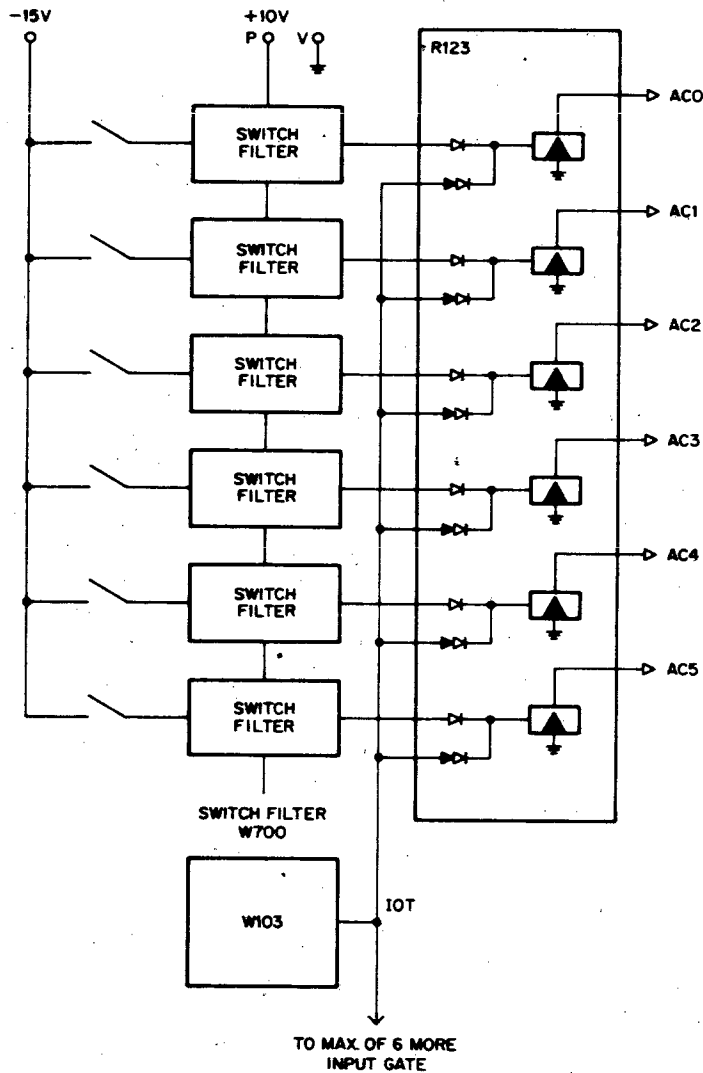 -15V
+10V
P
V
R123
AC0
SWITCH
FILTER
AC1
SWITCH
FILTER
AC2
SWITCH
FILTER
AC3
SWITCH
FILTER
AC4
SWITCH
FILTER
AC5
SWITCH
FILTER
SWITCH FILTER
W700
W103
IOT
TO MAX. OF 6 MORE
INPUT GATE